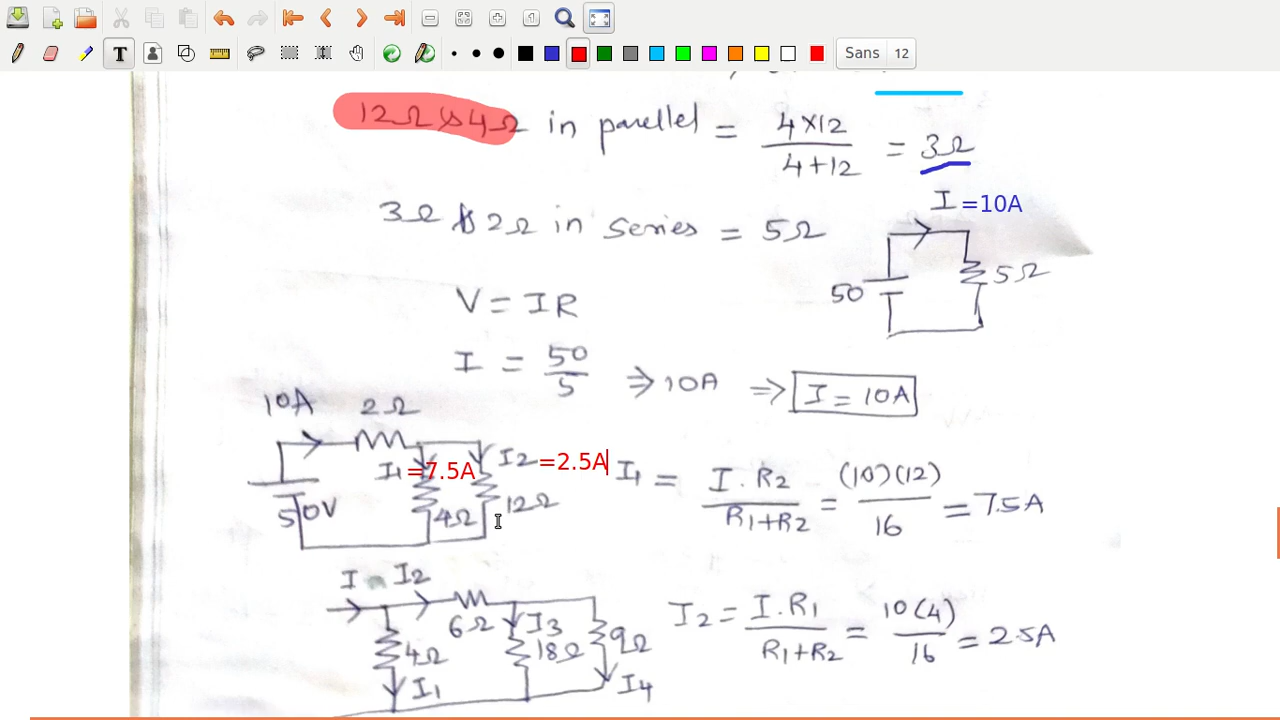 Sans 12
12Ω & 4Ω in parellel = 4×12 / 4+12 = 3Ω
I =10A
3Ω & 2Ω in series = 5Ω
50 5Ω
V = IR
I = 50/5 ⇒ 10A ⇒ I = 10A
10A 2Ω
I1 =7.5A I2 =2.5A
50V 4Ω 12Ω
I1 = I.R2 / R1+R2 = (10)(12) / 16 = 7.5A
I I2
6Ω I3
4Ω 18Ω 9Ω
I1 I4
I2 = I.R1 / R1+R2 = 10(4) / 16 = 2.5A